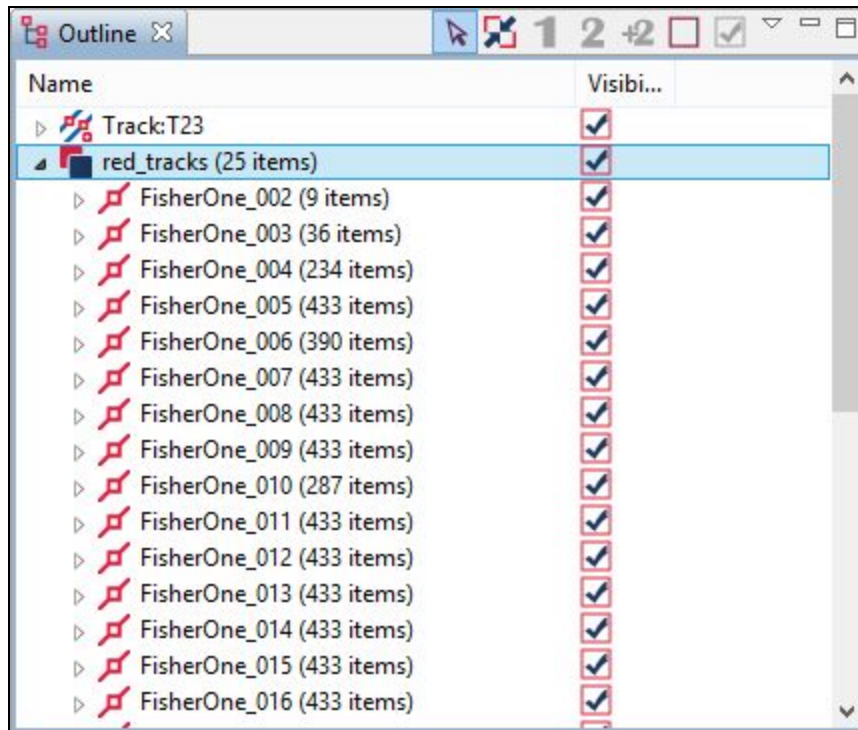 Outline
1 2 +2
Name Visibi...
Track:T23
red_tracks (25 items)
FisherOne_002 (9 items)
FisherOne_003 (36 items)
FisherOne_004 (234 items)
FisherOne_005 (433 items)
FisherOne_006 (390 items)
FisherOne_007 (433 items)
FisherOne_008 (433 items)
FisherOne_009 (433 items)
FisherOne_010 (287 items)
FisherOne_011 (433 items)
FisherOne_012 (433 items)
FisherOne_013 (433 items)
FisherOne_014 (433 items)
FisherOne_015 (433 items)
FisherOne_016 (433 items)